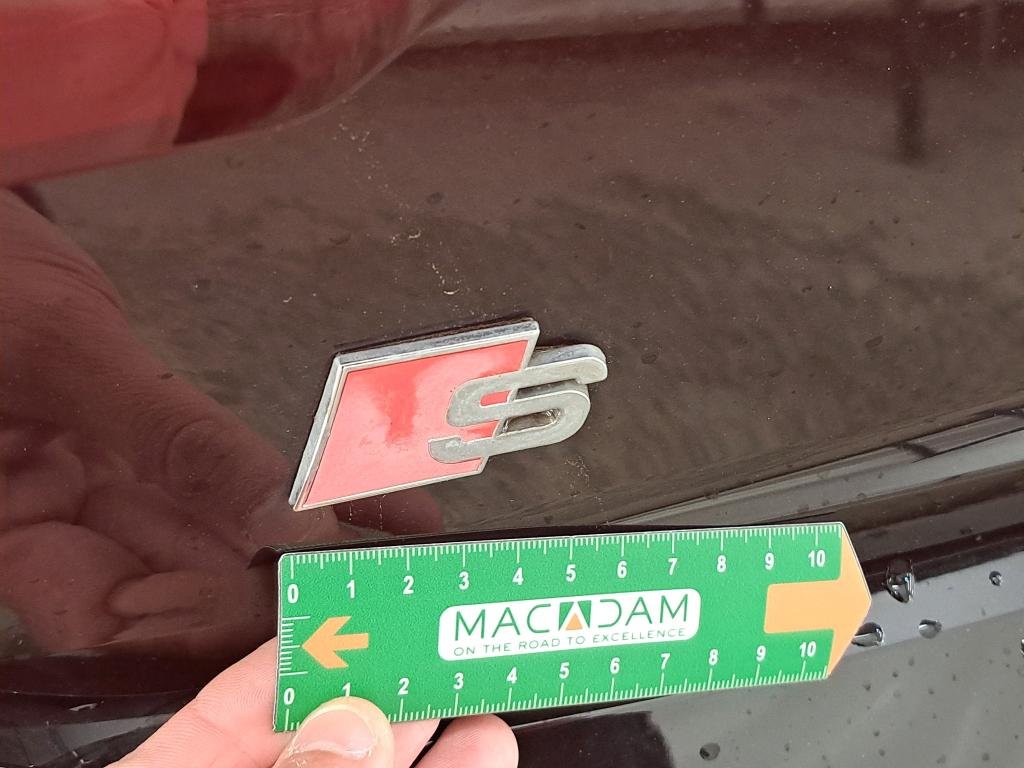 S
0 1 2 3 4 5 6 7 8 9 10
MACADAM
ON THE ROAD TO EXCELLENCE
0 1 2 3 4 5 6 7 8 9 10